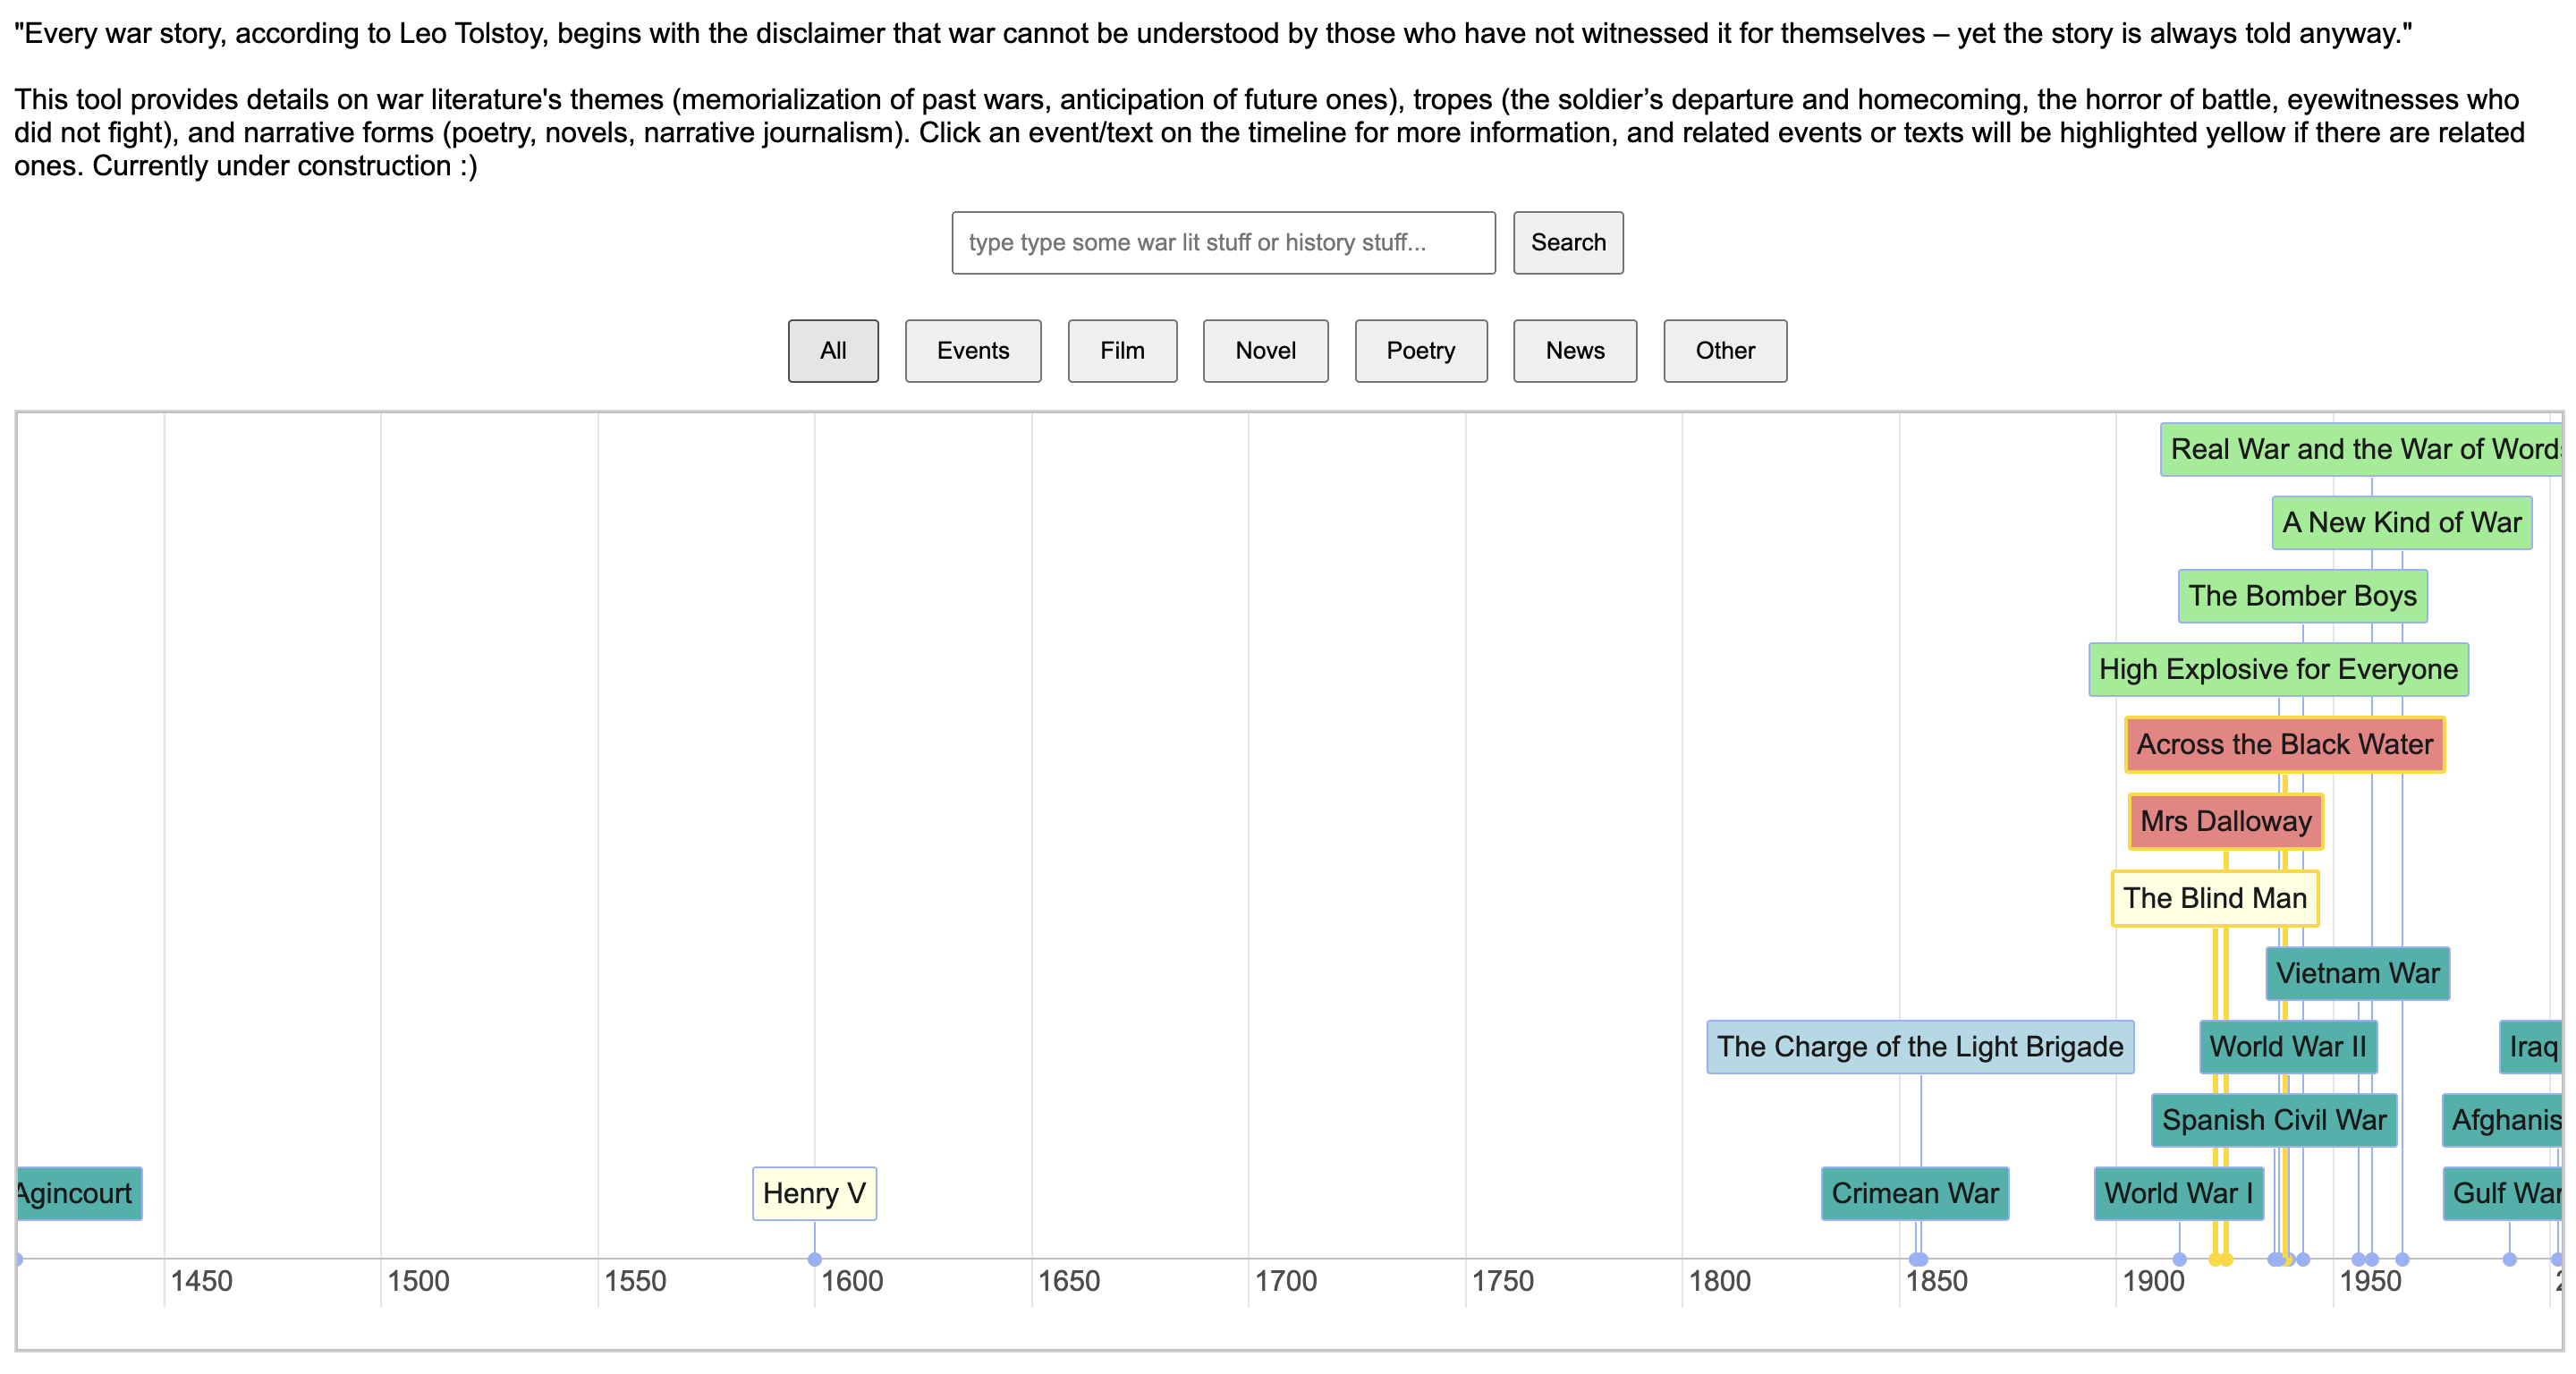 "Every war story, according to Leo Tolstoy, begins with the disclaimer that war cannot be understood by those who have not witnessed it for themselves – yet the story is always told anyway."
This tool provides details on war literature's themes (memorialization of past wars, anticipation of future ones), tropes (the soldier’s departure and homecoming, the horror of battle, eyewitnesses who
did not fight), and narrative forms (poetry, novels, narrative journalism). Click an event/text on the timeline for more information, and related events or texts will be highlighted yellow if there are related
ones. Currently under construction :)
type type some war lit stuff or history stuff... Search
All Events Film Novel Poetry News Other
Real War and the War of Words
A New Kind of War
The Bomber Boys
High Explosive for Everyone
Across the Black Water
Mrs Dalloway
The Blind Man
Vietnam War
The Charge of the Light Brigade World War II Iraq
Spanish Civil War Afghanis
Agincourt Henry V Crimean War World War I Gulf War
1450 1500 1550 1600 1650 1700 1750 1800 1850 1900 1950